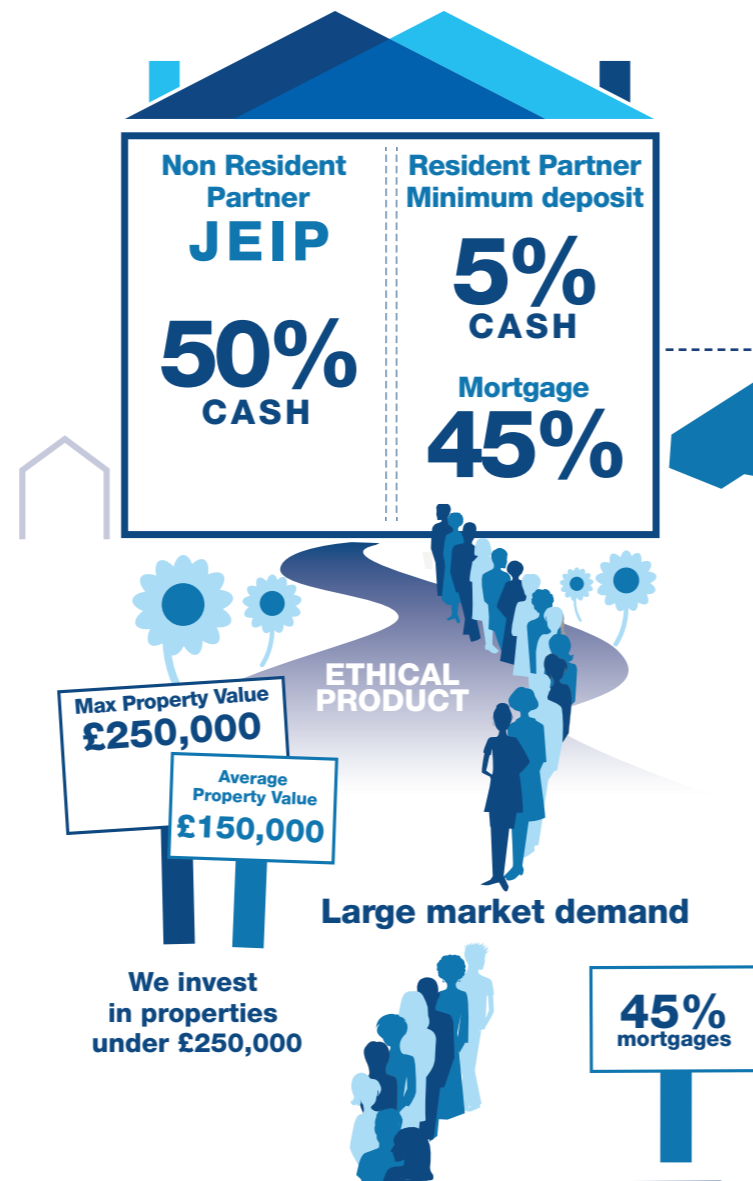 Non Resident
Partner
JEIP
50%
CASH
Resident Partner
Minimum deposit
5%
CASH
Mortgage
45%
ETHICAL
PRODUCT
Max Property Value
£250,000
Average
Property Value
£150,000
Large market demand
We invest
in properties
under £250,000
45%
mortgages